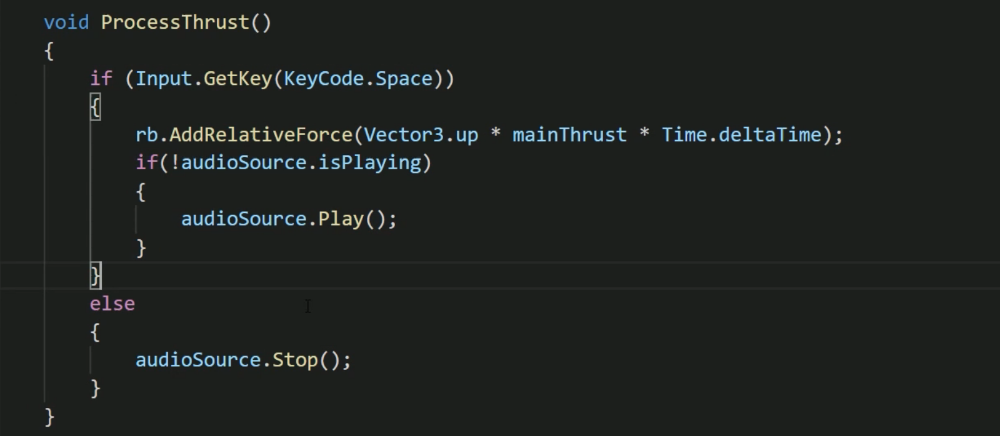 void ProcessThrust()
{
    if (Input.GetKey(KeyCode.Space))
    {
        rb.AddRelativeForce(Vector3.up * mainThrust * Time.deltaTime);
        if(!audioSource.isPlaying)
        {
            audioSource.Play();
        }
    }
    else
    {
        audioSource.Stop();
    }
}